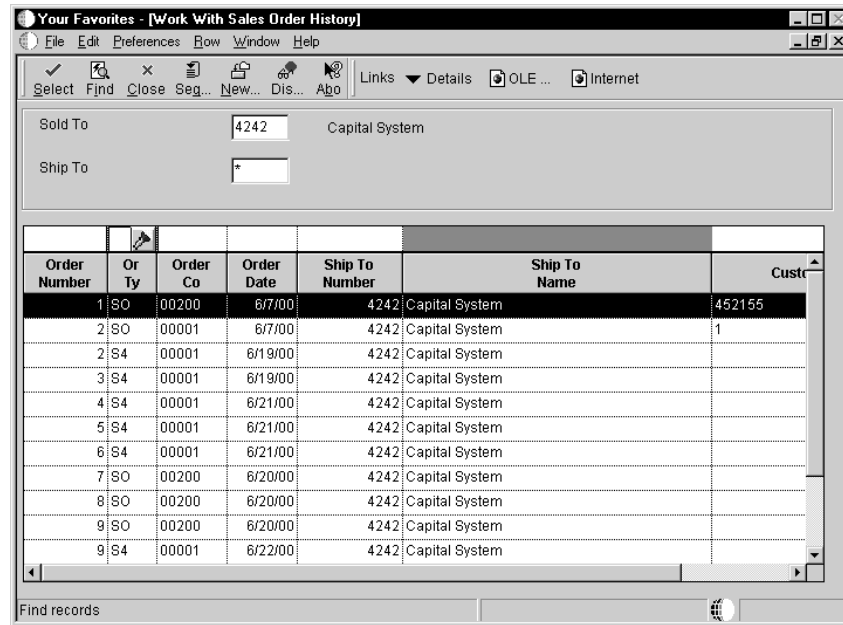 Your Favorites - [Work With Sales Order History]
File Edit Preferences Row Window Help
Select Find Close Seq... New... Dis... Abo Links Details OLE ... Internet
Sold To 4242 Capital System
Ship To *
Order Number Or Ty Order Co Order Date Ship To Number Ship To Name Custo
1 SO 00200 6/7/00 4242 Capital System 452155
2 SO 00001 6/7/00 4242 Capital System 1
2 S4 00001 6/19/00 4242 Capital System
3 S4 00001 6/19/00 4242 Capital System
4 S4 00001 6/21/00 4242 Capital System
5 S4 00001 6/21/00 4242 Capital System
6 S4 00001 6/21/00 4242 Capital System
7 SO 00200 6/20/00 4242 Capital System
8 SO 00200 6/20/00 4242 Capital System
9 SO 00200 6/20/00 4242 Capital System
9 S4 00001 6/22/00 4242 Capital System
Find records